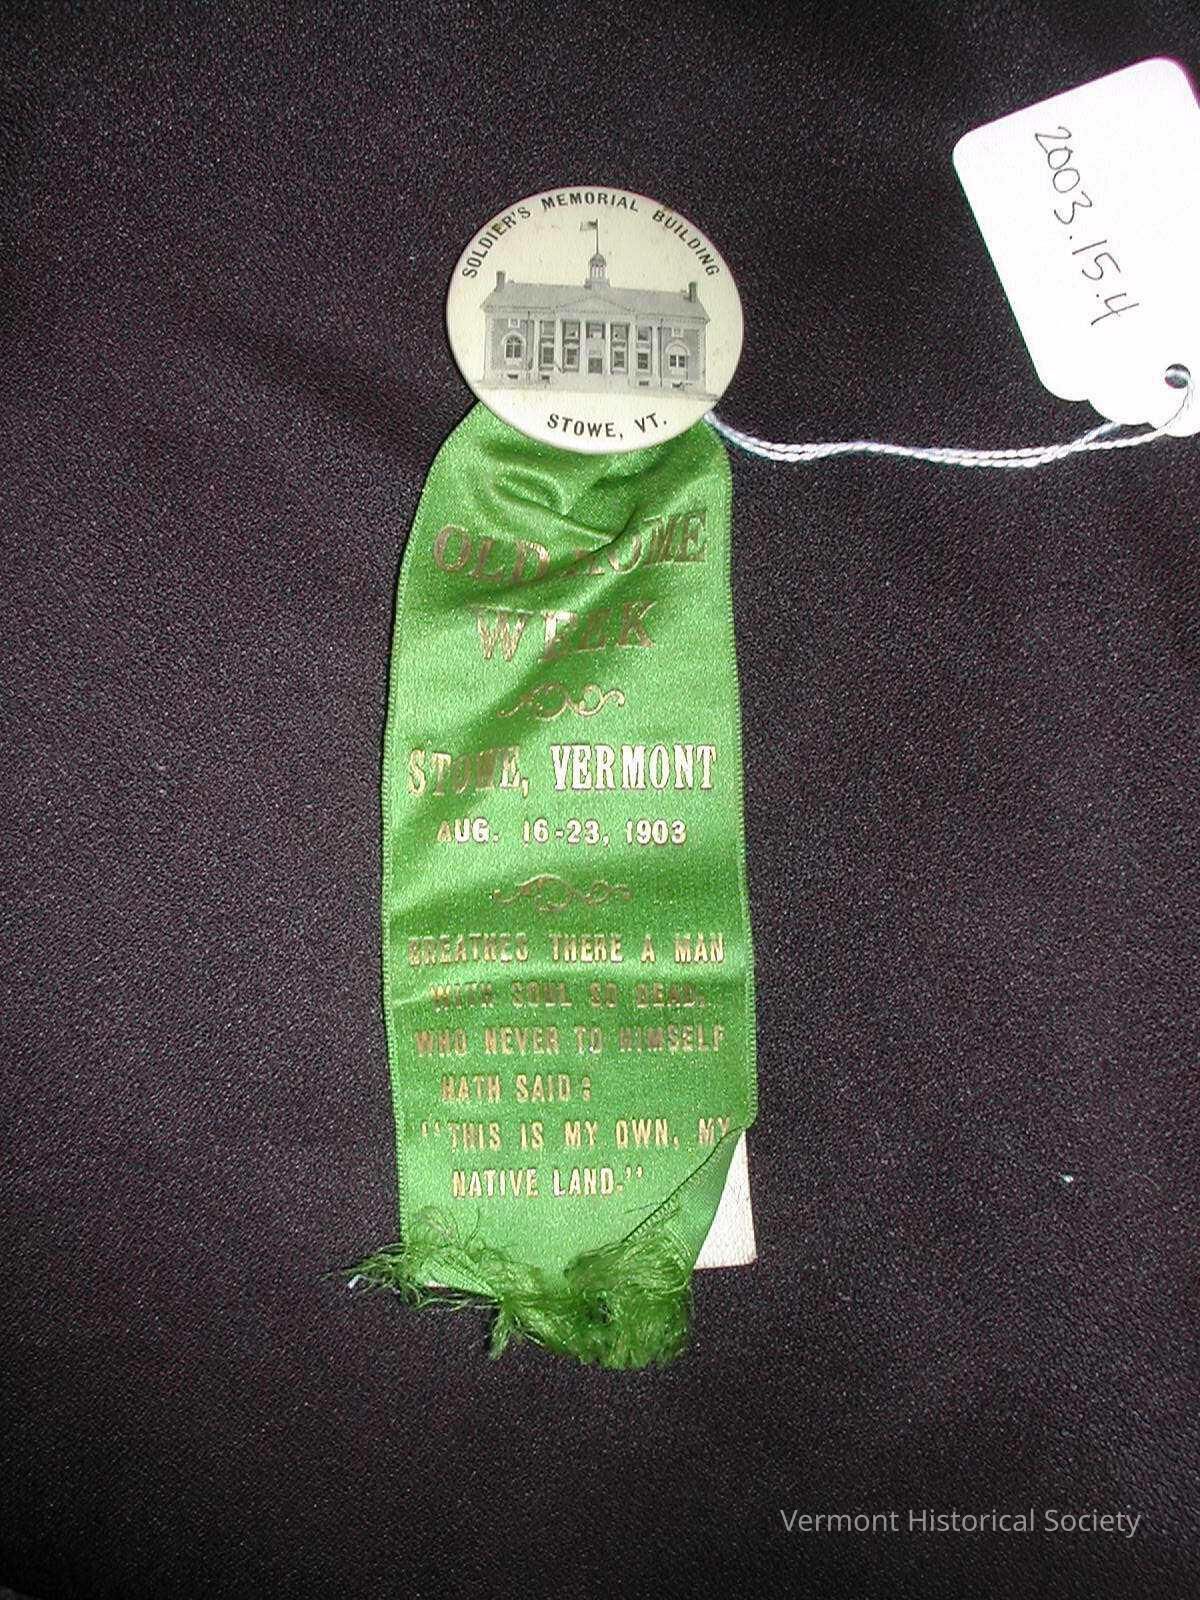 SOLDIER'S MEMORIAL BUILDING
STOWE, VT.
2003.15.4
OLD HOME
WEEK
STOWE, VERMONT
AUG. 16-23, 1903
BREATHES THERE A MAN
WITH SOUL SO DEAD,
WHO NEVER TO HIMSELF
HATH SAID:
"THIS IS MY OWN, MY
NATIVE LAND."
Vermont Historical Society